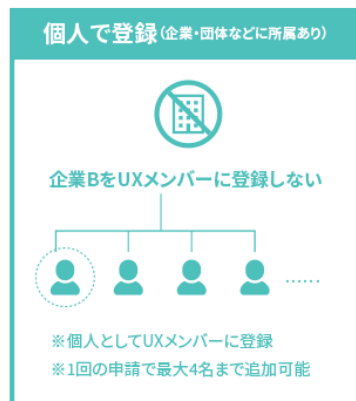 個人で登録(企業・団体などに所属あり)
企業BをUXメンバーに登録しない
……
※個人としてUXメンバーに登録
※1回の申請で最大4名まで追加可能